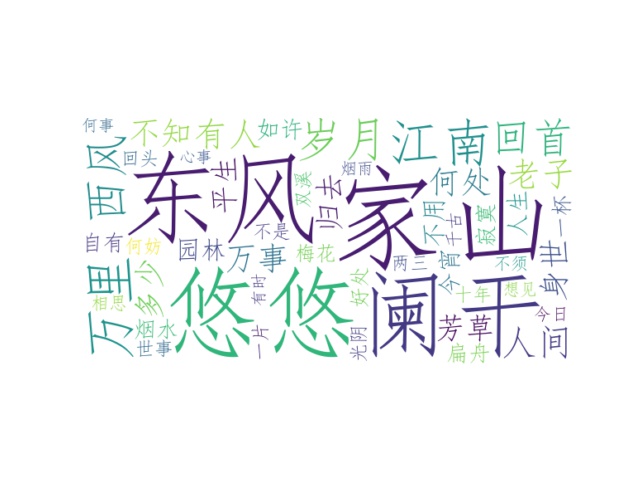 何事
不知
有人
如许
岁月
江南
回首
西风
回头
心事
平生
东风
双溪
烟雨
归去
家山
何处
老子
不用
千古
寂寞
人生
一杯
自有
何妨
园林
万事
不是
梅花
两三
今宵
不须
身世
万里
多少
相思
悠悠
有时
好处
阑干
十年
想见
今日
烟水
世事
一片
光阴
芳草
扁舟
人间